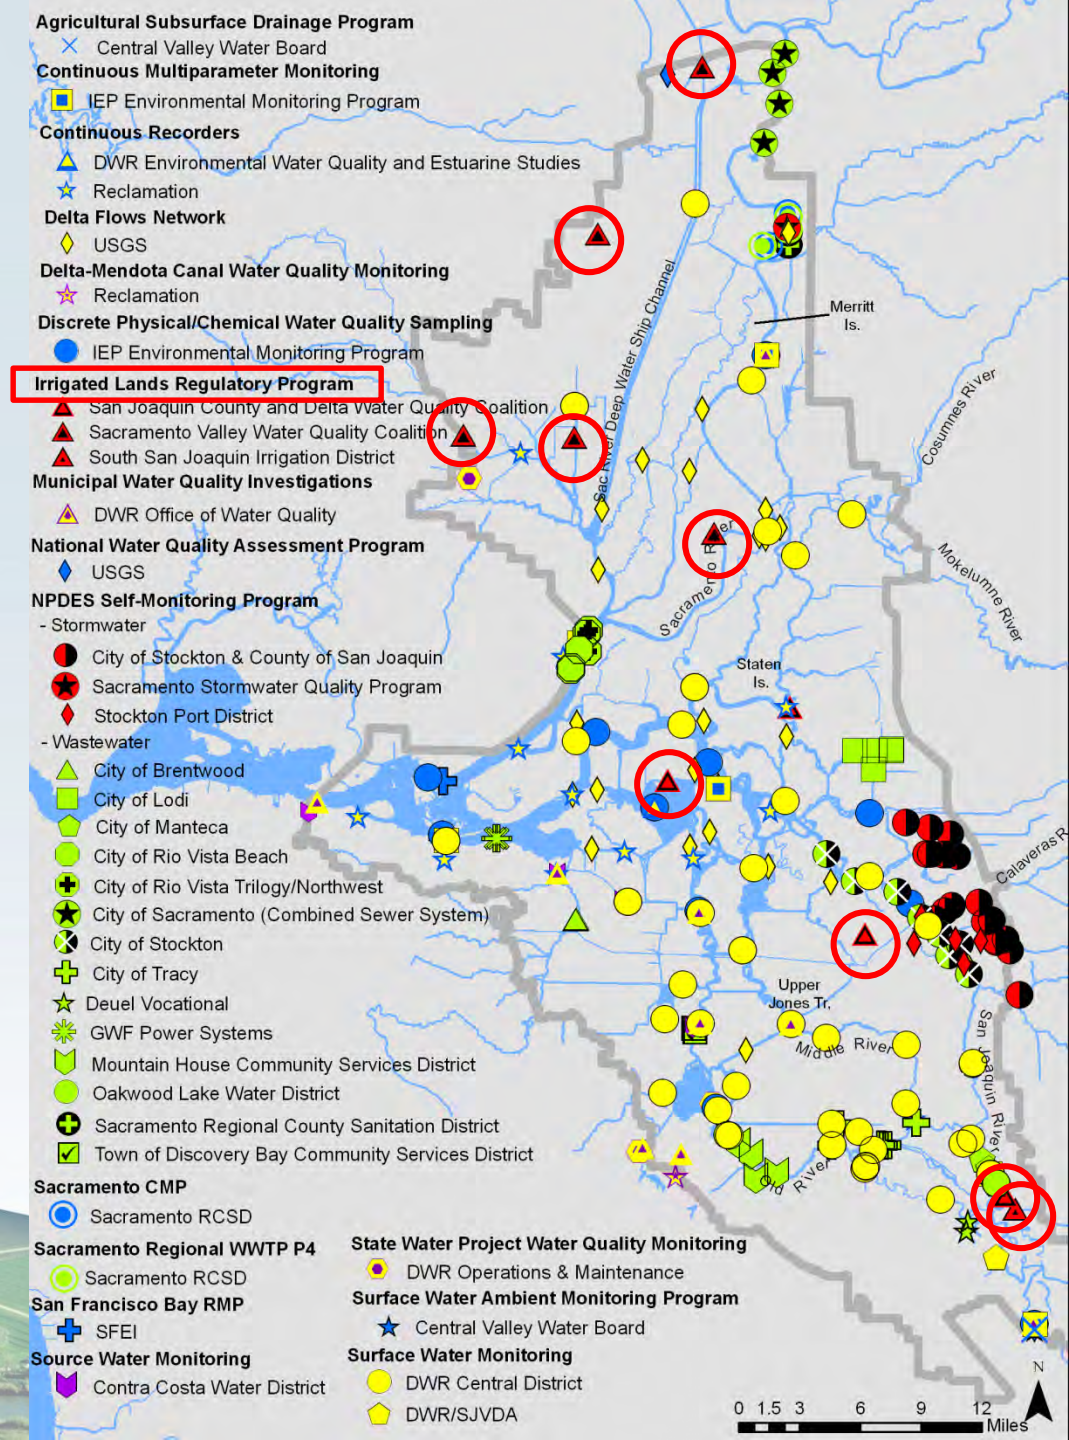 Agricultural Subsurface Drainage Program
Central Valley Water Board
Continuous Multiparameter Monitoring
IEP Environmental Monitoring Program
Continuous Recorders
DWR Environmental Water Quality and Estuarine Studies
Reclamation
Delta Flows Network
USGS
Delta-Mendota Canal Water Quality Monitoring
Reclamation
Discrete Physical/Chemical Water Quality Sampling
IEP Environmental Monitoring Program
Irrigated Lands Regulatory Program
San Joaquin County and Delta Water Quality Coalition
Sacramento Valley Water Quality Coalition
South San Joaquin Irrigation District
Municipal Water Quality Investigations
DWR Office of Water Quality
National Water Quality Assessment Program
USGS
NPDES Self-Monitoring Program
- Stormwater
City of Stockton & County of San Joaquin
Sacramento Stormwater Quality Program
Stockton Port District
- Wastewater
City of Brentwood
City of Lodi
City of Manteca
City of Rio Vista Beach
City of Rio Vista Trilogy/Northwest
City of Sacramento (Combined Sewer System)
City of Stockton
City of Tracy
Deuel Vocational
GWF Power Systems
Mountain House Community Services District
Oakwood Lake Water District
Sacramento Regional County Sanitation District
Town of Discovery Bay Community Services District
Sacramento CMP
Sacramento RCSD
Sacramento Regional WWTP P4
Sacramento RCSD
San Francisco Bay RMP
SFEI
Source Water Monitoring
Contra Costa Water District
State Water Project Water Quality Monitoring
DWR Operations & Maintenance
Surface Water Ambient Monitoring Program
Central Valley Water Board
Surface Water Monitoring
DWR Central District
DWR/SJVDA
Sac River Deep Water Ship Channel
Merritt
Is.
Cosumnes River
Mokelumne River
Sacramento River
Staten
Is.
Calaveras R
Upper
Jones Tr.
Middle River
San Joaquin River
Old River
N
0 1.5 3 6 9 12
Miles